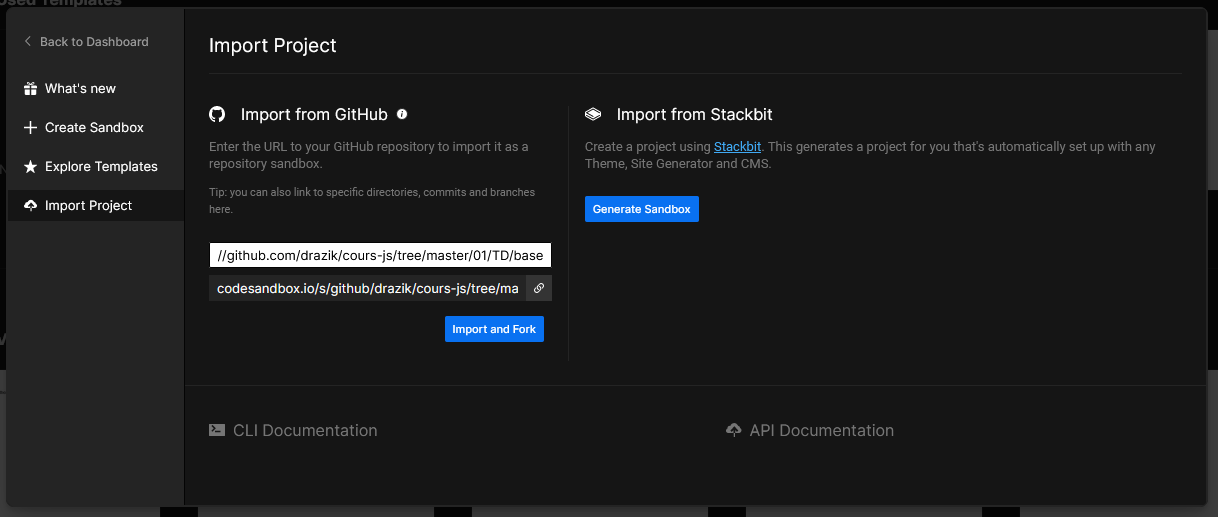 Used Templates
Back to Dashboard
What's new
Create Sandbox
Explore Templates
Import Project
Import Project
Import from GitHub
Enter the URL to your GitHub repository to import it as a
repository sandbox.
Tip: you can also link to specific directories, commits and branches
here.
//github.com/drazik/cours-js/tree/master/01/TD/base
codesandbox.io/s/github/drazik/cours-js/tree/ma
Import and Fork
Import from Stackbit
Create a project using Stackbit. This generates a project for you that's automatically set up with any
Theme, Site Generator and CMS.
Generate Sandbox
CLI Documentation
API Documentation